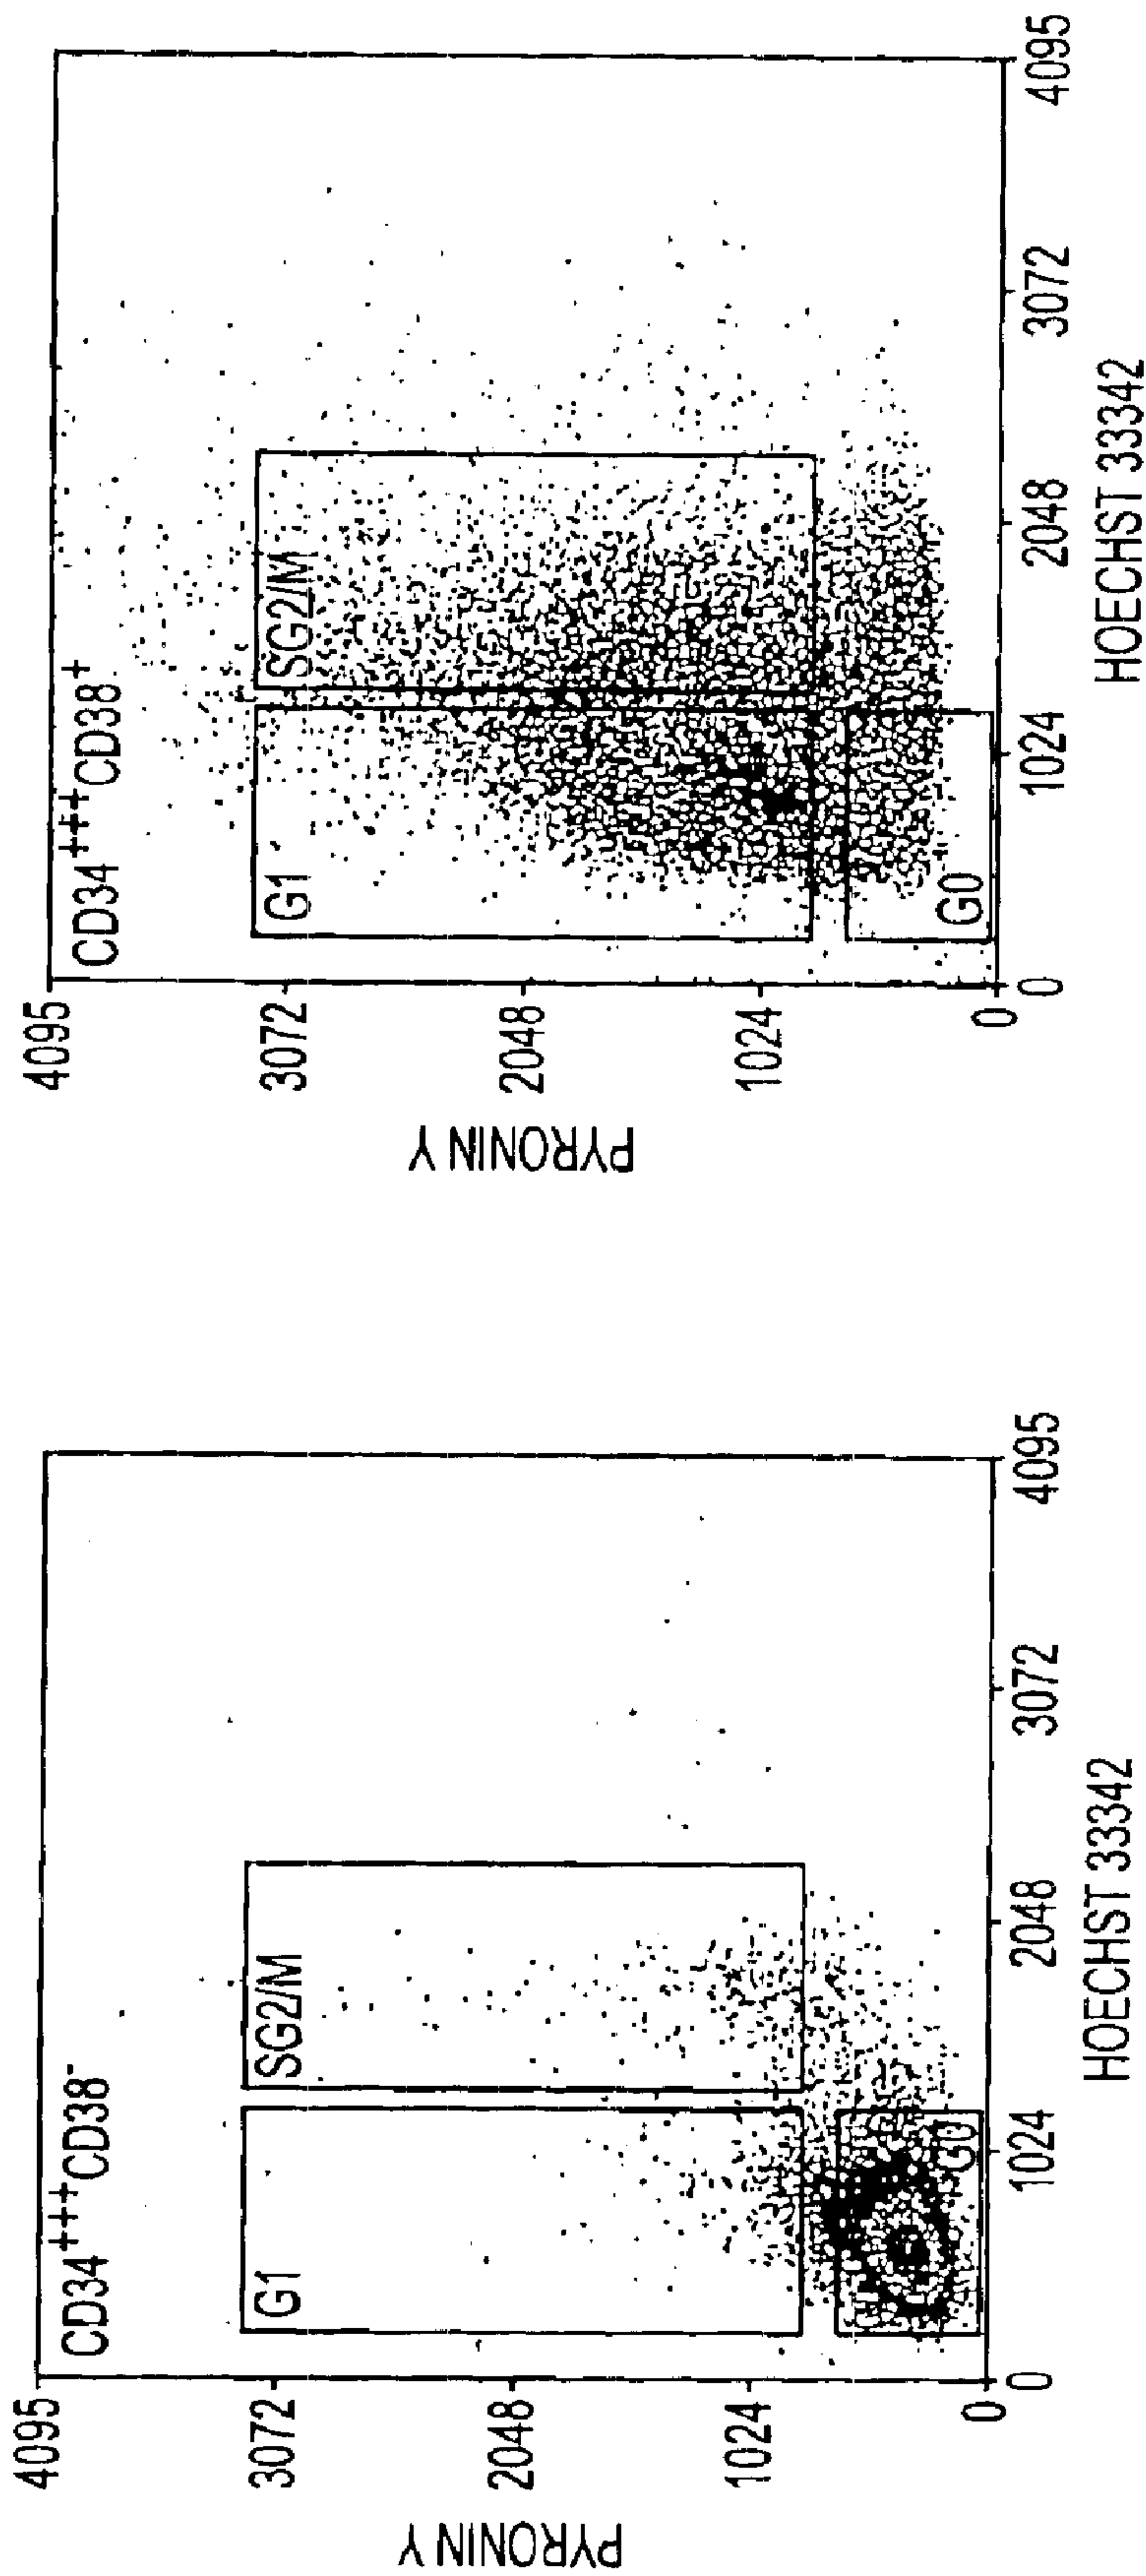 CD34+++CD38-
4095
3072
2048
1024
0
PYRONIN Y
G1
SG2/M
G0
0
1024
2048
3072
4095
HOECHST 33342
CD34+++CD38+
4095
3072
2048
1024
0
PYRONIN Y
G1
SG2/M
G0
0
1024
2048
3072
4095
HOECHST 33342